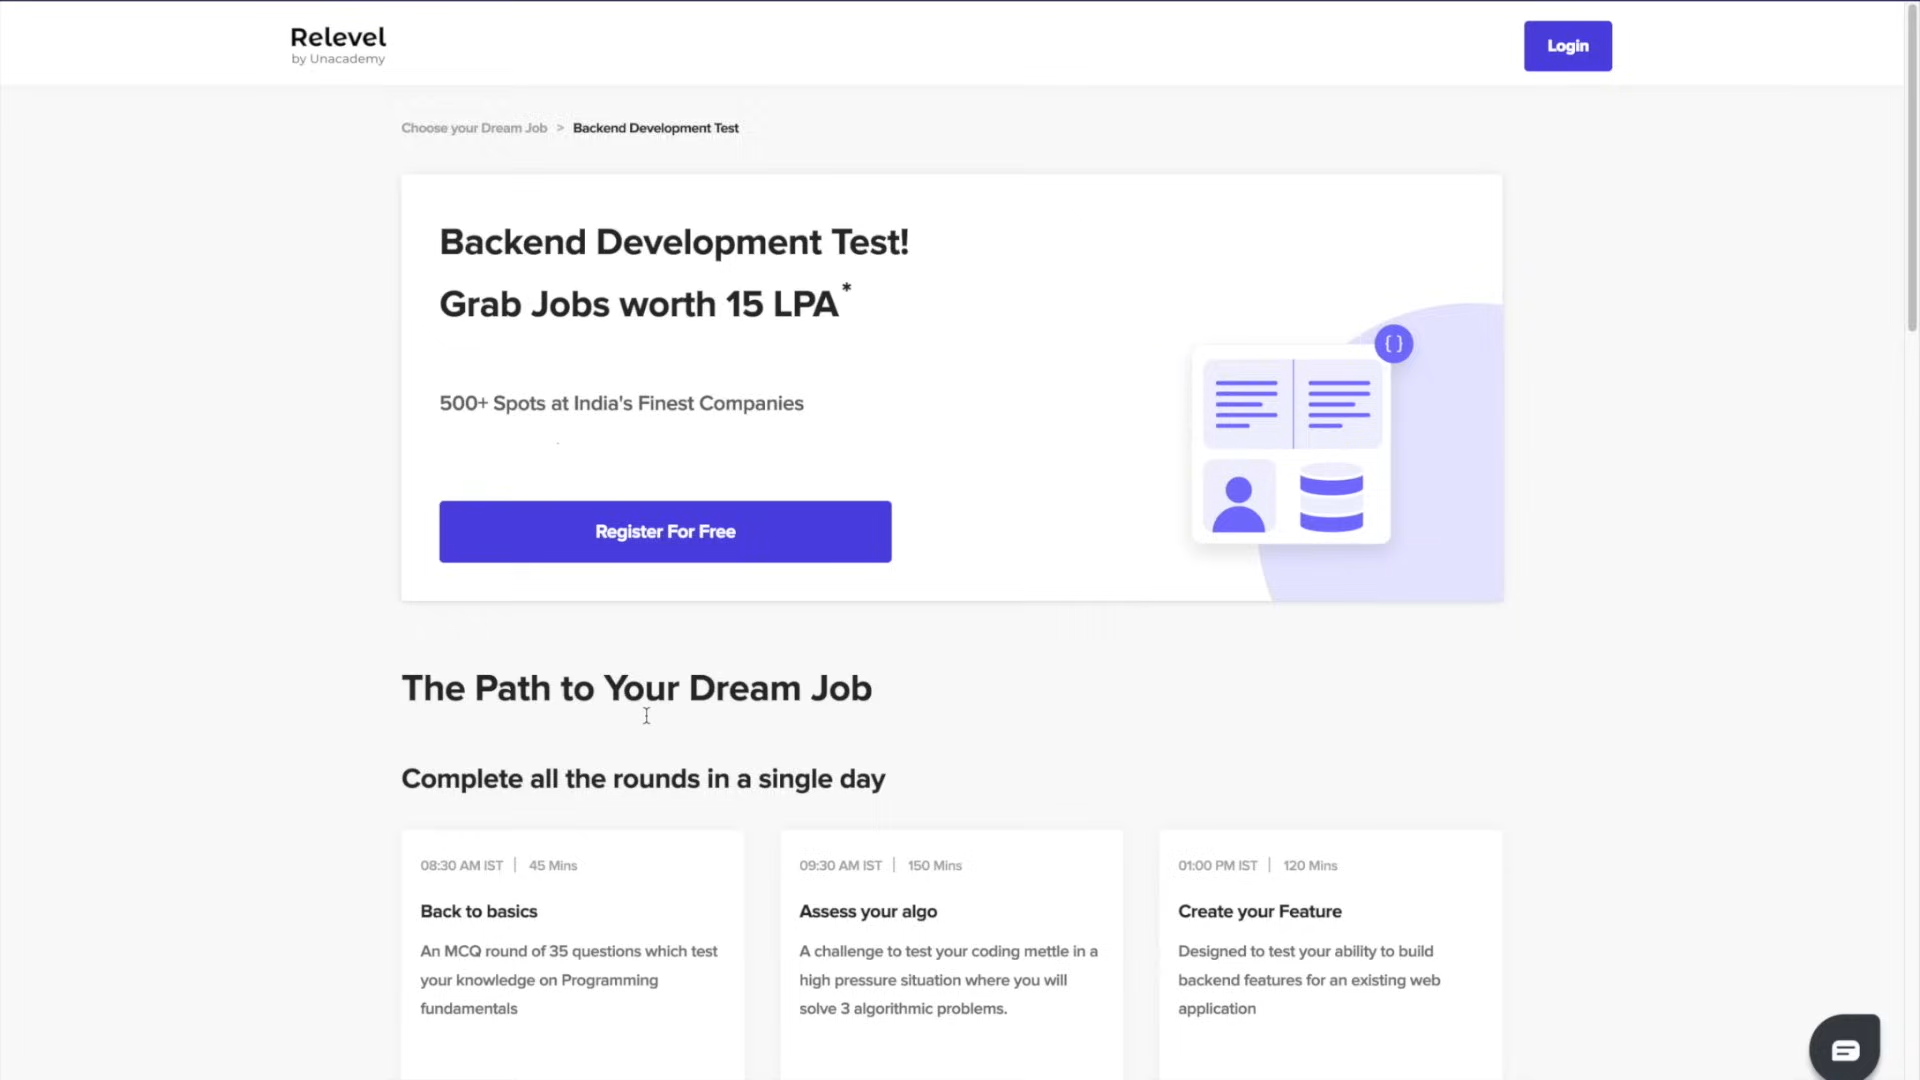 Relevel
by Unacademy
Login
Choose your Dream Job > Backend Development Test
Backend Development Test!
Grab Jobs worth 15 LPA*
500+ Spots at India's Finest Companies
{ }
Register For Free
The Path to Your Dream Job
Complete all the rounds in a single day
08:30 AM IST | 45 Mins
Back to basics
An MCQ round of 35 questions which test
your knowledge on Programming
fundamentals
09:30 AM IST | 150 Mins
Assess your algo
A challenge to test your coding mettle in a
high pressure situation where you will
solve 3 algorithmic problems.
01:00 PM IST | 120 Mins
Create your Feature
Designed to test your ability to build
backend features for an existing web
application